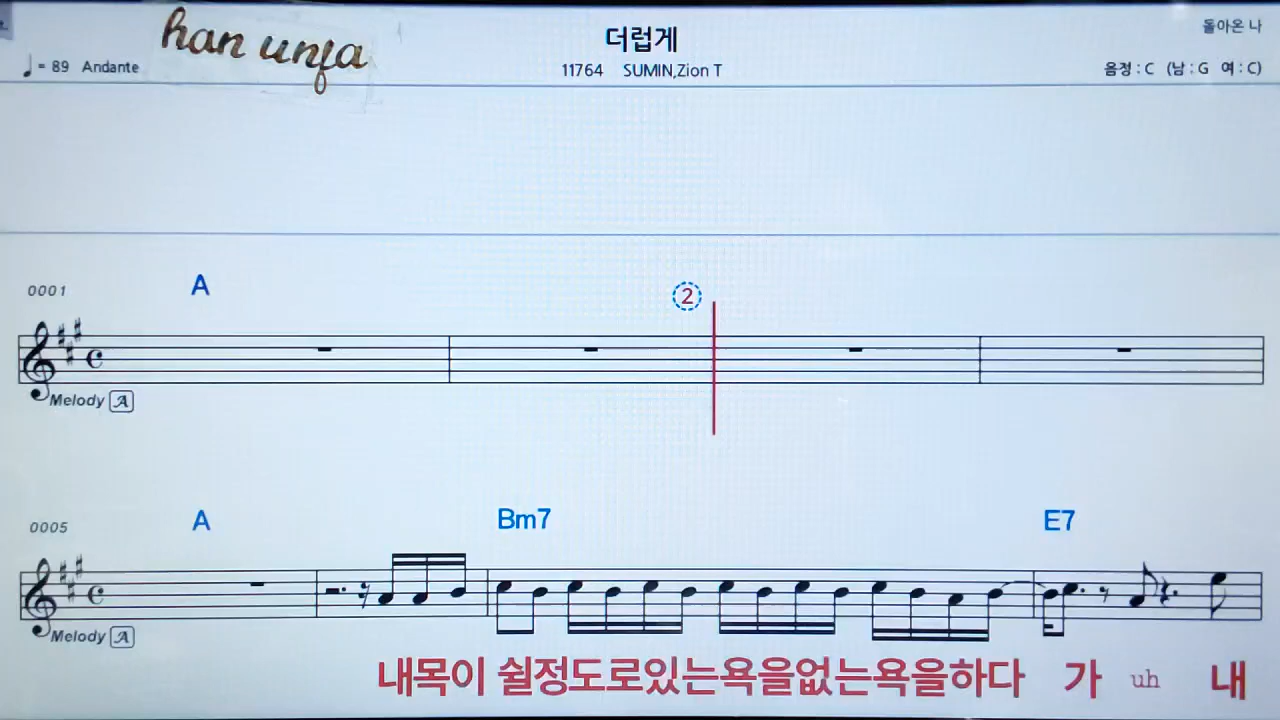 han unfa
더럽게
돌아온 나
♩= 89 Andante
11764 SUMIN,Zion T
음정 : C (남 : G 여 : C)
0001
A
2
Melody A
0005
A Bm7 E7
Melody A
내목이 쉴정도로있는욕을없는욕을하다 가 uh 내